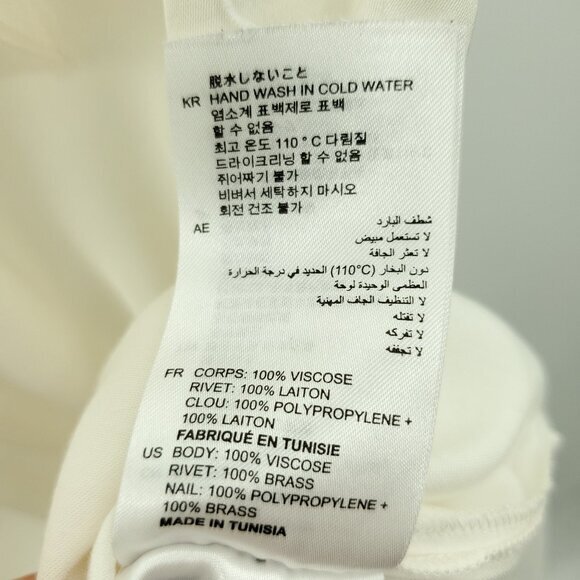 脱水しないこと
KR HAND WASH IN COLD WATER
염소계 표백제로 표백
할 수 없음
최고 온도 110 ° C 다림질
드라이크리닝 할 수 없음
쥐어짜기 불가
비벼서 세탁하지 마시오
회전 건조 불가
AE شطف البارد
لا تستعمل مبيض
لا تعثر الجافة
دون البخار (110°C) الحديد في درجة الحرارة
العظمى الوحيدة لوحة
لا التنظيف الجاف المهنية
لا تفتله
لا تفركه
لا تجففه
FR CORPS: 100% VISCOSE
RIVET: 100% LAITON
CLOU: 100% POLYPROPYLENE +
100% LAITON
FABRIQUÉ EN TUNISIE
US BODY: 100% VISCOSE
RIVET: 100% BRASS
NAIL: 100% POLYPROPYLENE +
100% BRASS
MADE IN TUNISIA